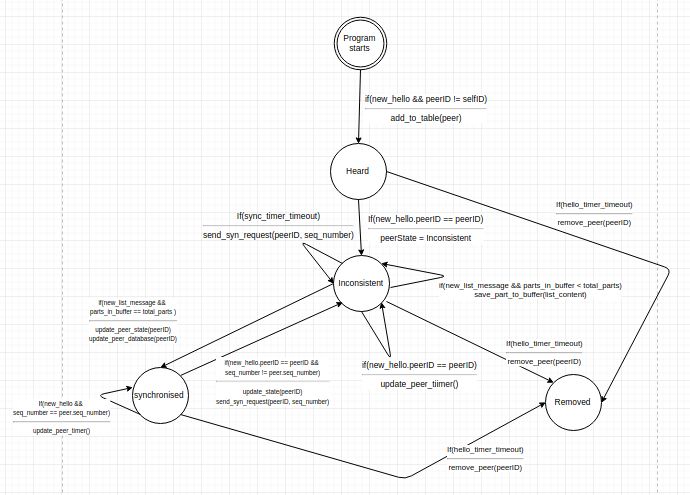 Program
starts
if(new_hello && peerID != selfID)
add_to_table(peer)
Heard
If(hello_timer_timeout)
remove_peer(peerID)
If(sync_timer_timeout)
send_syn_request(peerID, seq_number)
If(new_hello.peerID == peerID)
peerState = Inconsistent
Inconsistent
if(new_list_message && parts_in_buffer < total_parts)
save_part_to_buffer(list_content)
if(new_list_message &&
parts_in_buffer == total_parts )
update_peer_state(peerID)
update_peer_database(peerID)
If(hello_timer_timeout)
remove_peer(peerID)
if(new_hello.peerID == peerID &&
seq_number != peer.seq_number)
update_state(peerID)
send_syn_request(peerID, seq_number)
if(new_hello.peerID == peerID)
update_peer_tiimer()
synchronised
Removed
If(new_hello &&
seq_number == peer.seq_number)
update_peer_timer()
If(hello_timer_timeout)
remove_peer(peerID)